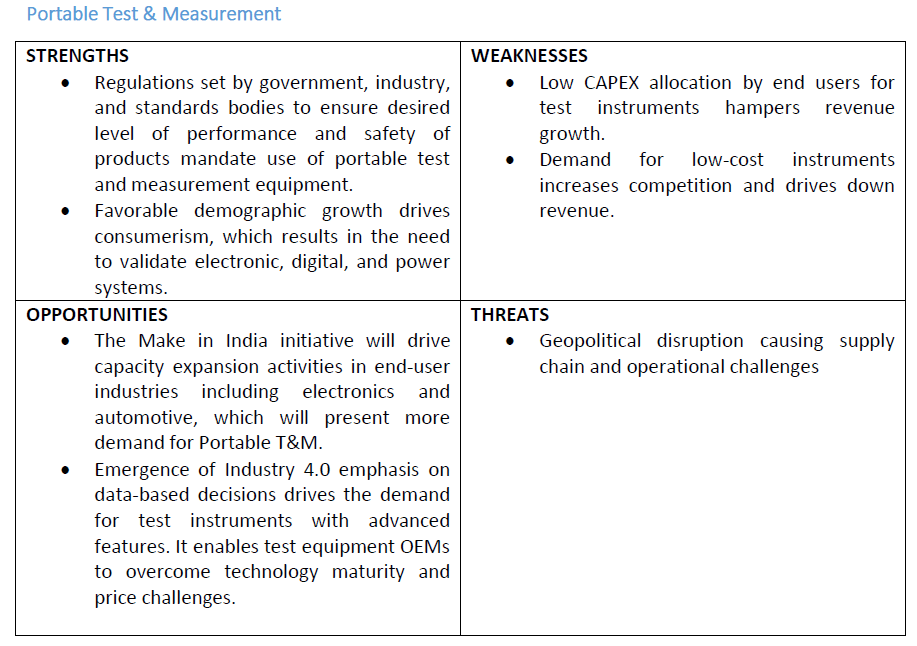 Portable Test & Measurement
STRENGTHS
• Regulations set by government, industry,
and standards bodies to ensure desired
level of performance and safety of
products mandate use of portable test
and measurement equipment.
• Favorable demographic growth drives
consumerism, which results in the need
to validate electronic, digital, and power
systems.
WEAKNESSES
• Low CAPEX allocation by end users for
test instruments hampers revenue
growth.
• Demand for low-cost instruments
increases competition and drives down
revenue.
OPPORTUNITIES
• The Make in India initiative will drive
capacity expansion activities in end-user
industries including electronics and
automotive, which will present more
demand for Portable T&M.
• Emergence of Industry 4.0 emphasis on
data-based decisions drives the demand
for test instruments with advanced
features. It enables test equipment OEMs
to overcome technology maturity and
price challenges.
THREATS
• Geopolitical disruption causing supply
chain and operational challenges